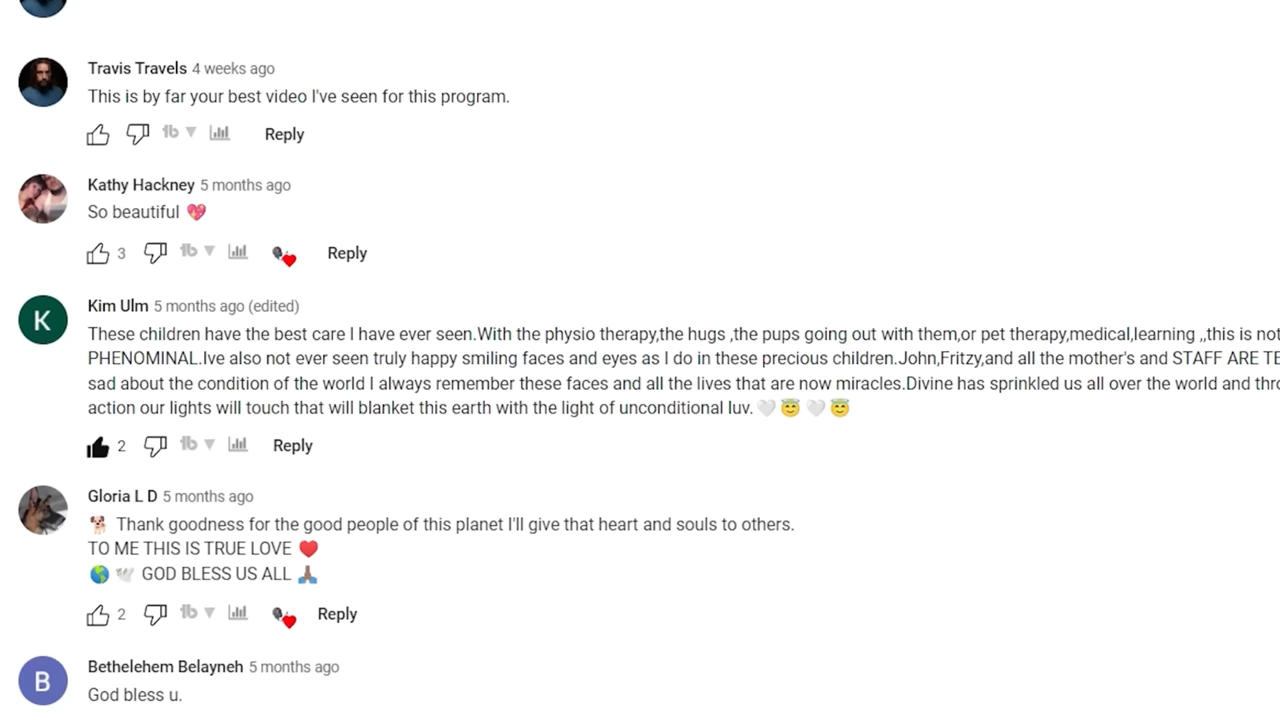 Travis Travels 4 weeks ago
This is by far your best video I've seen for this program.
Reply
Kathy Hackney 5 months ago
So beautiful 💖
3 Reply
K
Kim Ulm 5 months ago (edited)
These children have the best care I have ever seen.With the physio therapy,the hugs ,the pups going out with them,or pet therapy,medical,learning ,,this is not
PHENOMINAL.Ive also not ever seen truly happy smiling faces and eyes as I do in these precious children.John,Fritzy,and all the mother's and STAFF ARE TE
sad about the condition of the world I always remember these faces and all the lives that are now miracles.Divine has sprinkled us all over the world and thro
action our lights will touch that will blanket this earth with the light of unconditional luv.🤍😇🤍😇
2 Reply
Gloria L D 5 months ago
🐕 Thank goodness for the good people of this planet I'll give that heart and souls to others.
TO ME THIS IS TRUE LOVE ♥️
🌎🕊️ GOD BLESS US ALL 🙏🏽
2 Reply
B
Bethelehem Belayneh 5 months ago
God bless u.